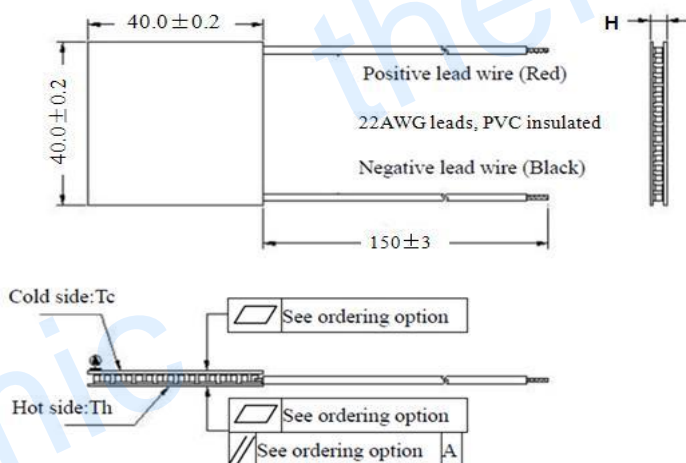 40.0±0.2
H
40.0±0.2
Positive lead wire (Red)
22AWG leads, PVC insulated
Negative lead wire (Black)
150±3
Cold side:Tc
See ordering option
A
Hot side:Th
See ordering option
See ordering option A